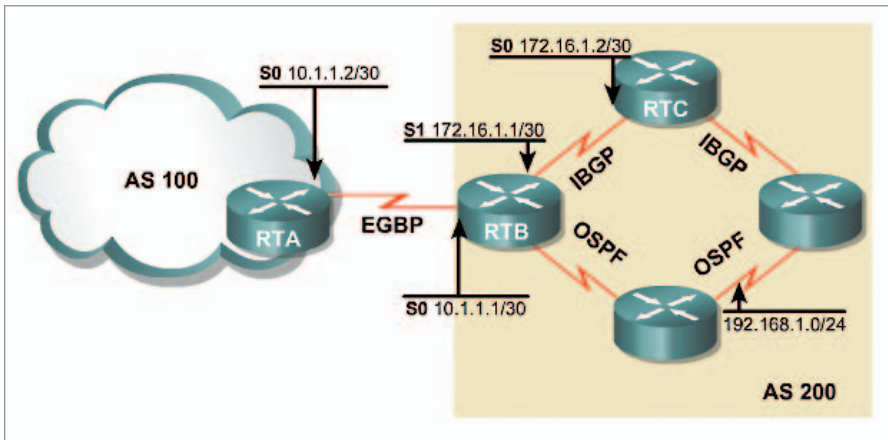 S0 10.1.1.2/30
S0 172.16.1.2/30
RTC
S1 172.16.1.1/30
AS 100
IBGP
IBGP
RTA
EGBP
RTB
OSPF
OSPF
S0 10.1.1.1/30
192.168.1.0/24
AS 200